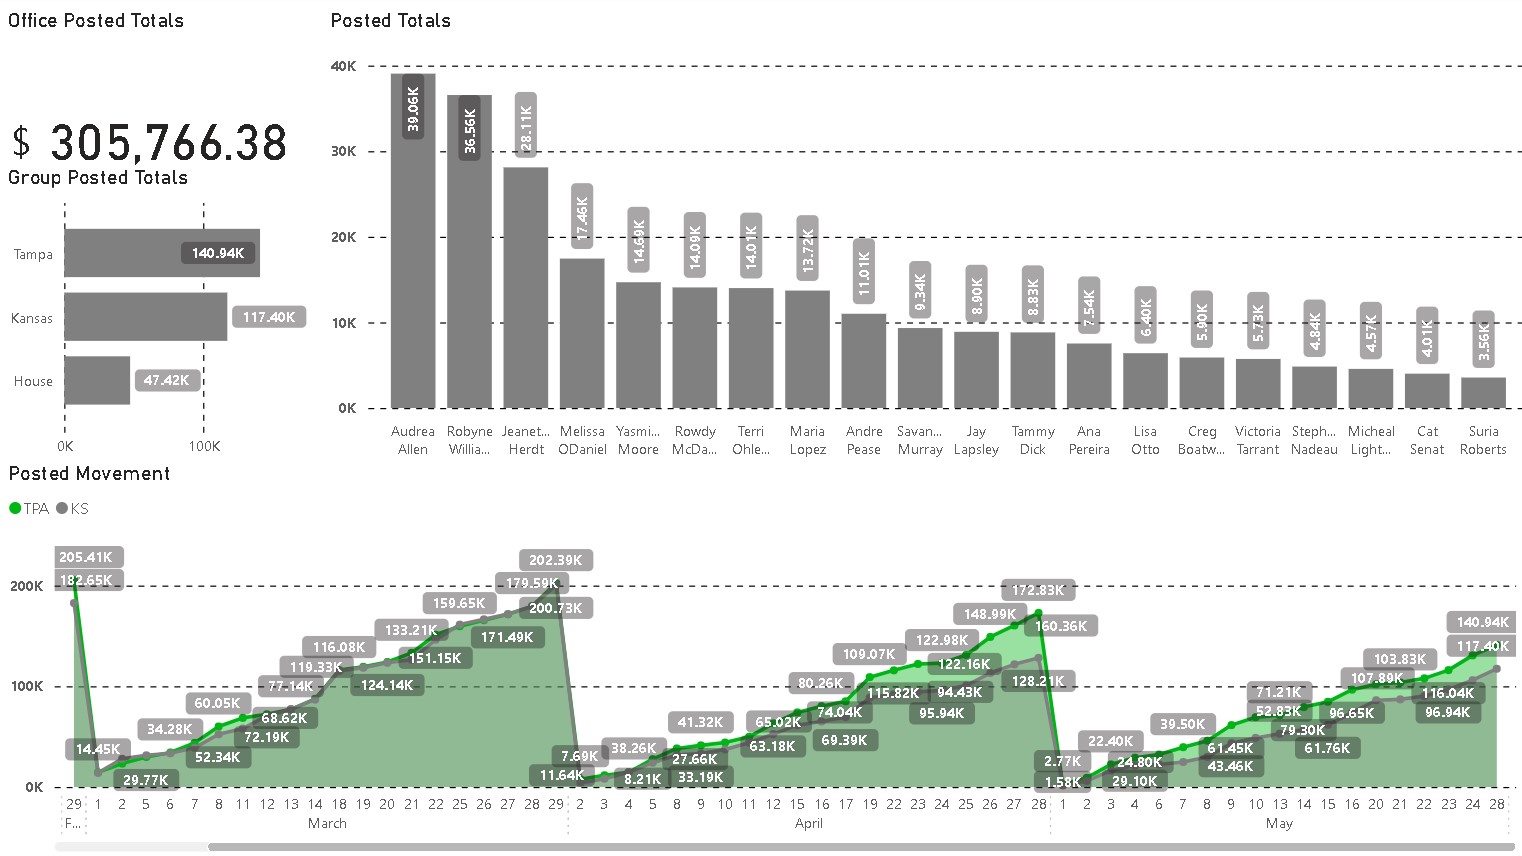 Office Posted Totals
$ 305,766.38
Group Posted Totals
Tampa 140.94K
Kansas 117.40K
House 47.42K
0K 100K
Posted Totals
40K
30K
20K
10K
0K
39.06K 36.56K 28.11K 17.46K 14.69K 14.09K 14.01K 13.72K 11.01K 9.34K 8.90K 8.83K 7.54K 6.40K 5.90K 5.73K 4.84K 4.57K 4.01K 3.56K
Audrea Robyne Jeanet... Melissa Yasmi... Rowdy Terri Maria Andre Savan... Jay Tammy Ana Lisa Creg Victoria Steph... Micheal Cat Suria
Allen Willia... Herdt ODaniel Moore McDa... Ohle... Lopez Pease Murray Lapsley Dick Pereira Otto Boatw... Tarrant Nadeau Light... Senat Roberts
Posted Movement
TPA KS
200K
100K
0K
205.41K
182.65K
14.45K
29.77K
34.28K
52.34K
60.05K
72.19K
68.62K
77.14K
119.33K
116.08K
124.14K
133.21K
151.15K
159.65K
171.49K
179.59K
202.39K
200.73K
7.69K
11.64K
38.26K
8.21K
41.32K
27.66K
33.19K
65.02K
63.18K
80.26K
74.04K
69.39K
109.07K
115.82K
122.98K
95.94K
122.16K
94.43K
148.99K
172.83K
160.36K
128.21K
2.77K
1.58K
22.40K
24.80K
29.10K
39.50K
61.45K
43.46K
71.21K
52.83K
79.30K
61.76K
96.65K
107.89K
103.83K
116.04K
96.94K
140.94K
117.40K
29 1 2 5 6 7 8 11 12 13 14 18 19 20 21 22 25 26 27 28 29 2 3 4 5 8 9 10 11 12 15 16 17 19 22 23 24 25 26 27 28 1 2 3 4 6 7 8 9 10 13 14 15 16 20 21 22 23 24 28
F... March April May